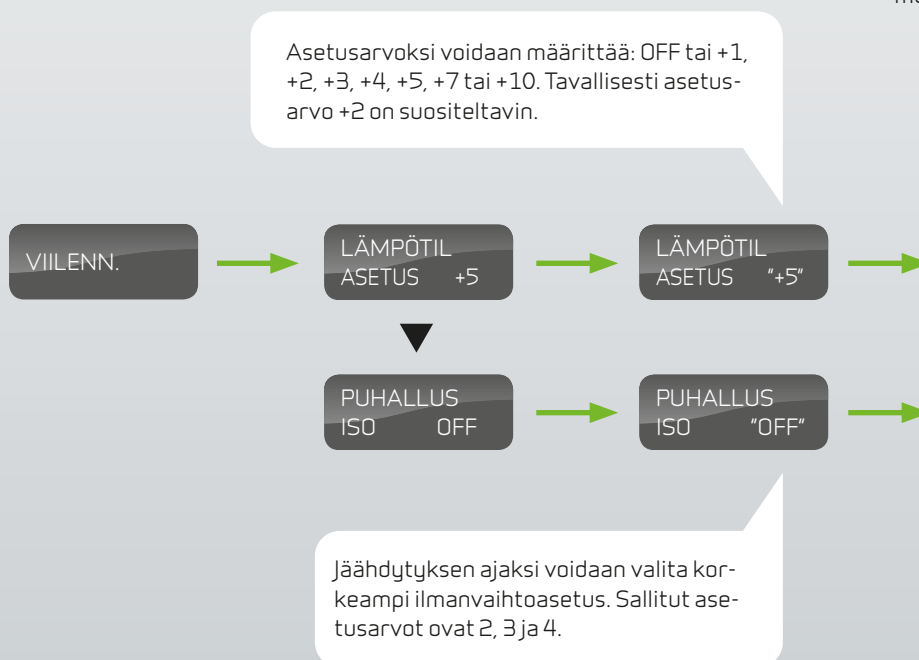 Asetusarvoksi voidaan määrittää: OFF tai +1,
+2, +3, +4, +5, +7 tai +10. Tavallisesti asetus-
arvo +2 on suositeltavin.
VIILENN.
LÄMPÖTIL
ASETUS +5
LÄMPÖTIL
ASETUS "+5"
PUHALLUS
ISO OFF
PUHALLUS
ISO "OFF"
Jäähdytyksen ajaksi voidaan valita kor-
keampi ilmanvaihtoasetus. Sallitut ase-
tusarvot ovat 2, 3 ja 4.